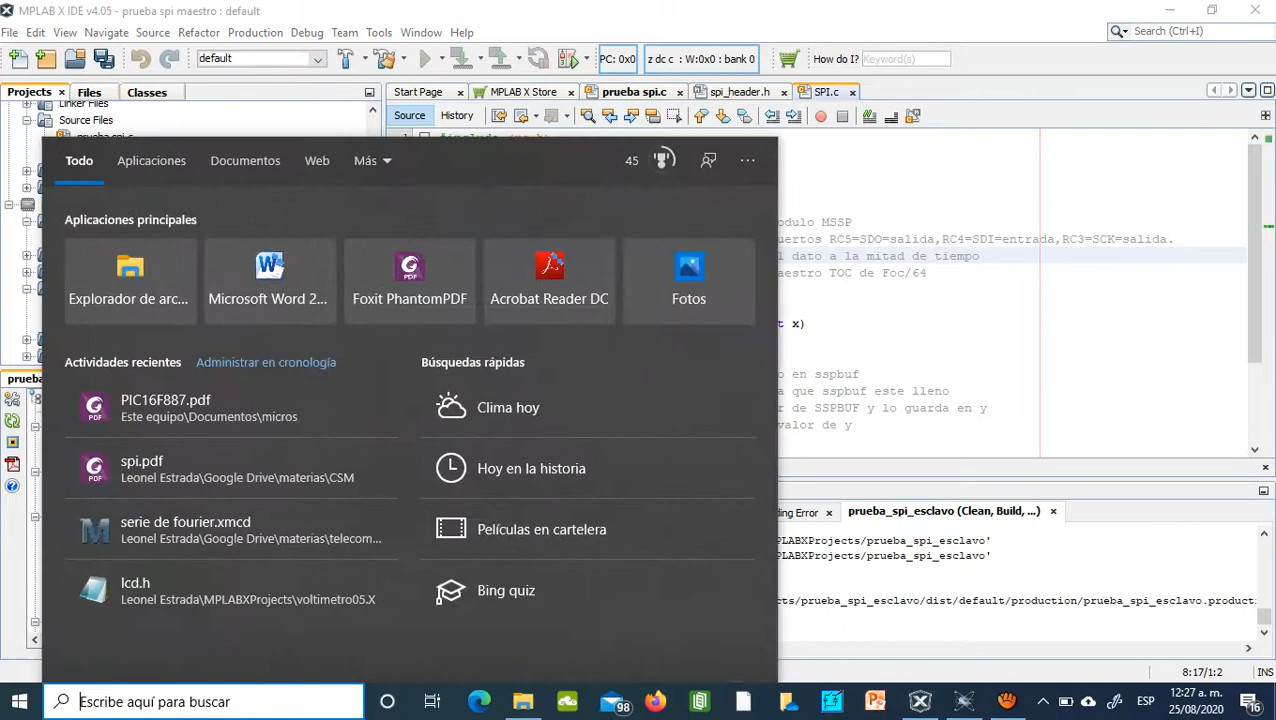 MPLAB X IDE v4.05 - prueba spi maestro : default
File Edit View Navigate Source Refactor Production Debug Team Tools Window Help
Search (Ctrl+I)
default
PC: 0x0
z dc c : W:0x0 : bank 0
How do I? Keyword(s)
Projects Files Classes
Start Page MPLAB X Store prueba spi.c spi_header.h SPI.c
Linker Files
Source Files
prueba spi.c
Source History
Todo Aplicaciones Documentos Web Más
45
odulo MSSP
uertos RC5=SDO=salida,RC4=SDI=entrada,RC3=SCK=salida.
l dato a la mitad de tiempo
aestro TOC de Foc/64
t x)
o en sspbuf
a que sspbuf este lleno
r de SSPBUF y lo guarda en y
valor de y
Aplicaciones principales
Explorador de arc...
Microsoft Word 2...
Foxit PhantomPDF
Acrobat Reader DC
Fotos
Actividades recientes Administrar en cronología
PIC16F887.pdf
Este equipo\Documentos\micros
spi.pdf
Leonel Estrada\Google Drive\materias\CSM
serie de fourier.xmcd
Leonel Estrada\Google Drive\materias\telecom...
lcd.h
Leonel Estrada\MPLABXProjects\voltimetro05.X
Búsquedas rápidas
Clima hoy
Hoy en la historia
Películas en cartelera
Bing quiz
prueba
ding Error prueba_spi_esclavo (Clean, Build, ...)
PLABXProjects/prueba_spi_esclavo'
PLABXProjects/prueba_spi_esclavo'
cts/prueba_spi_esclavo/dist/default/production/prueba_spi_esclavo.product:
8:17/1:2 INS
Escribe aquí para buscar
98
ESP
12:27 a. m.
25/08/2020
16